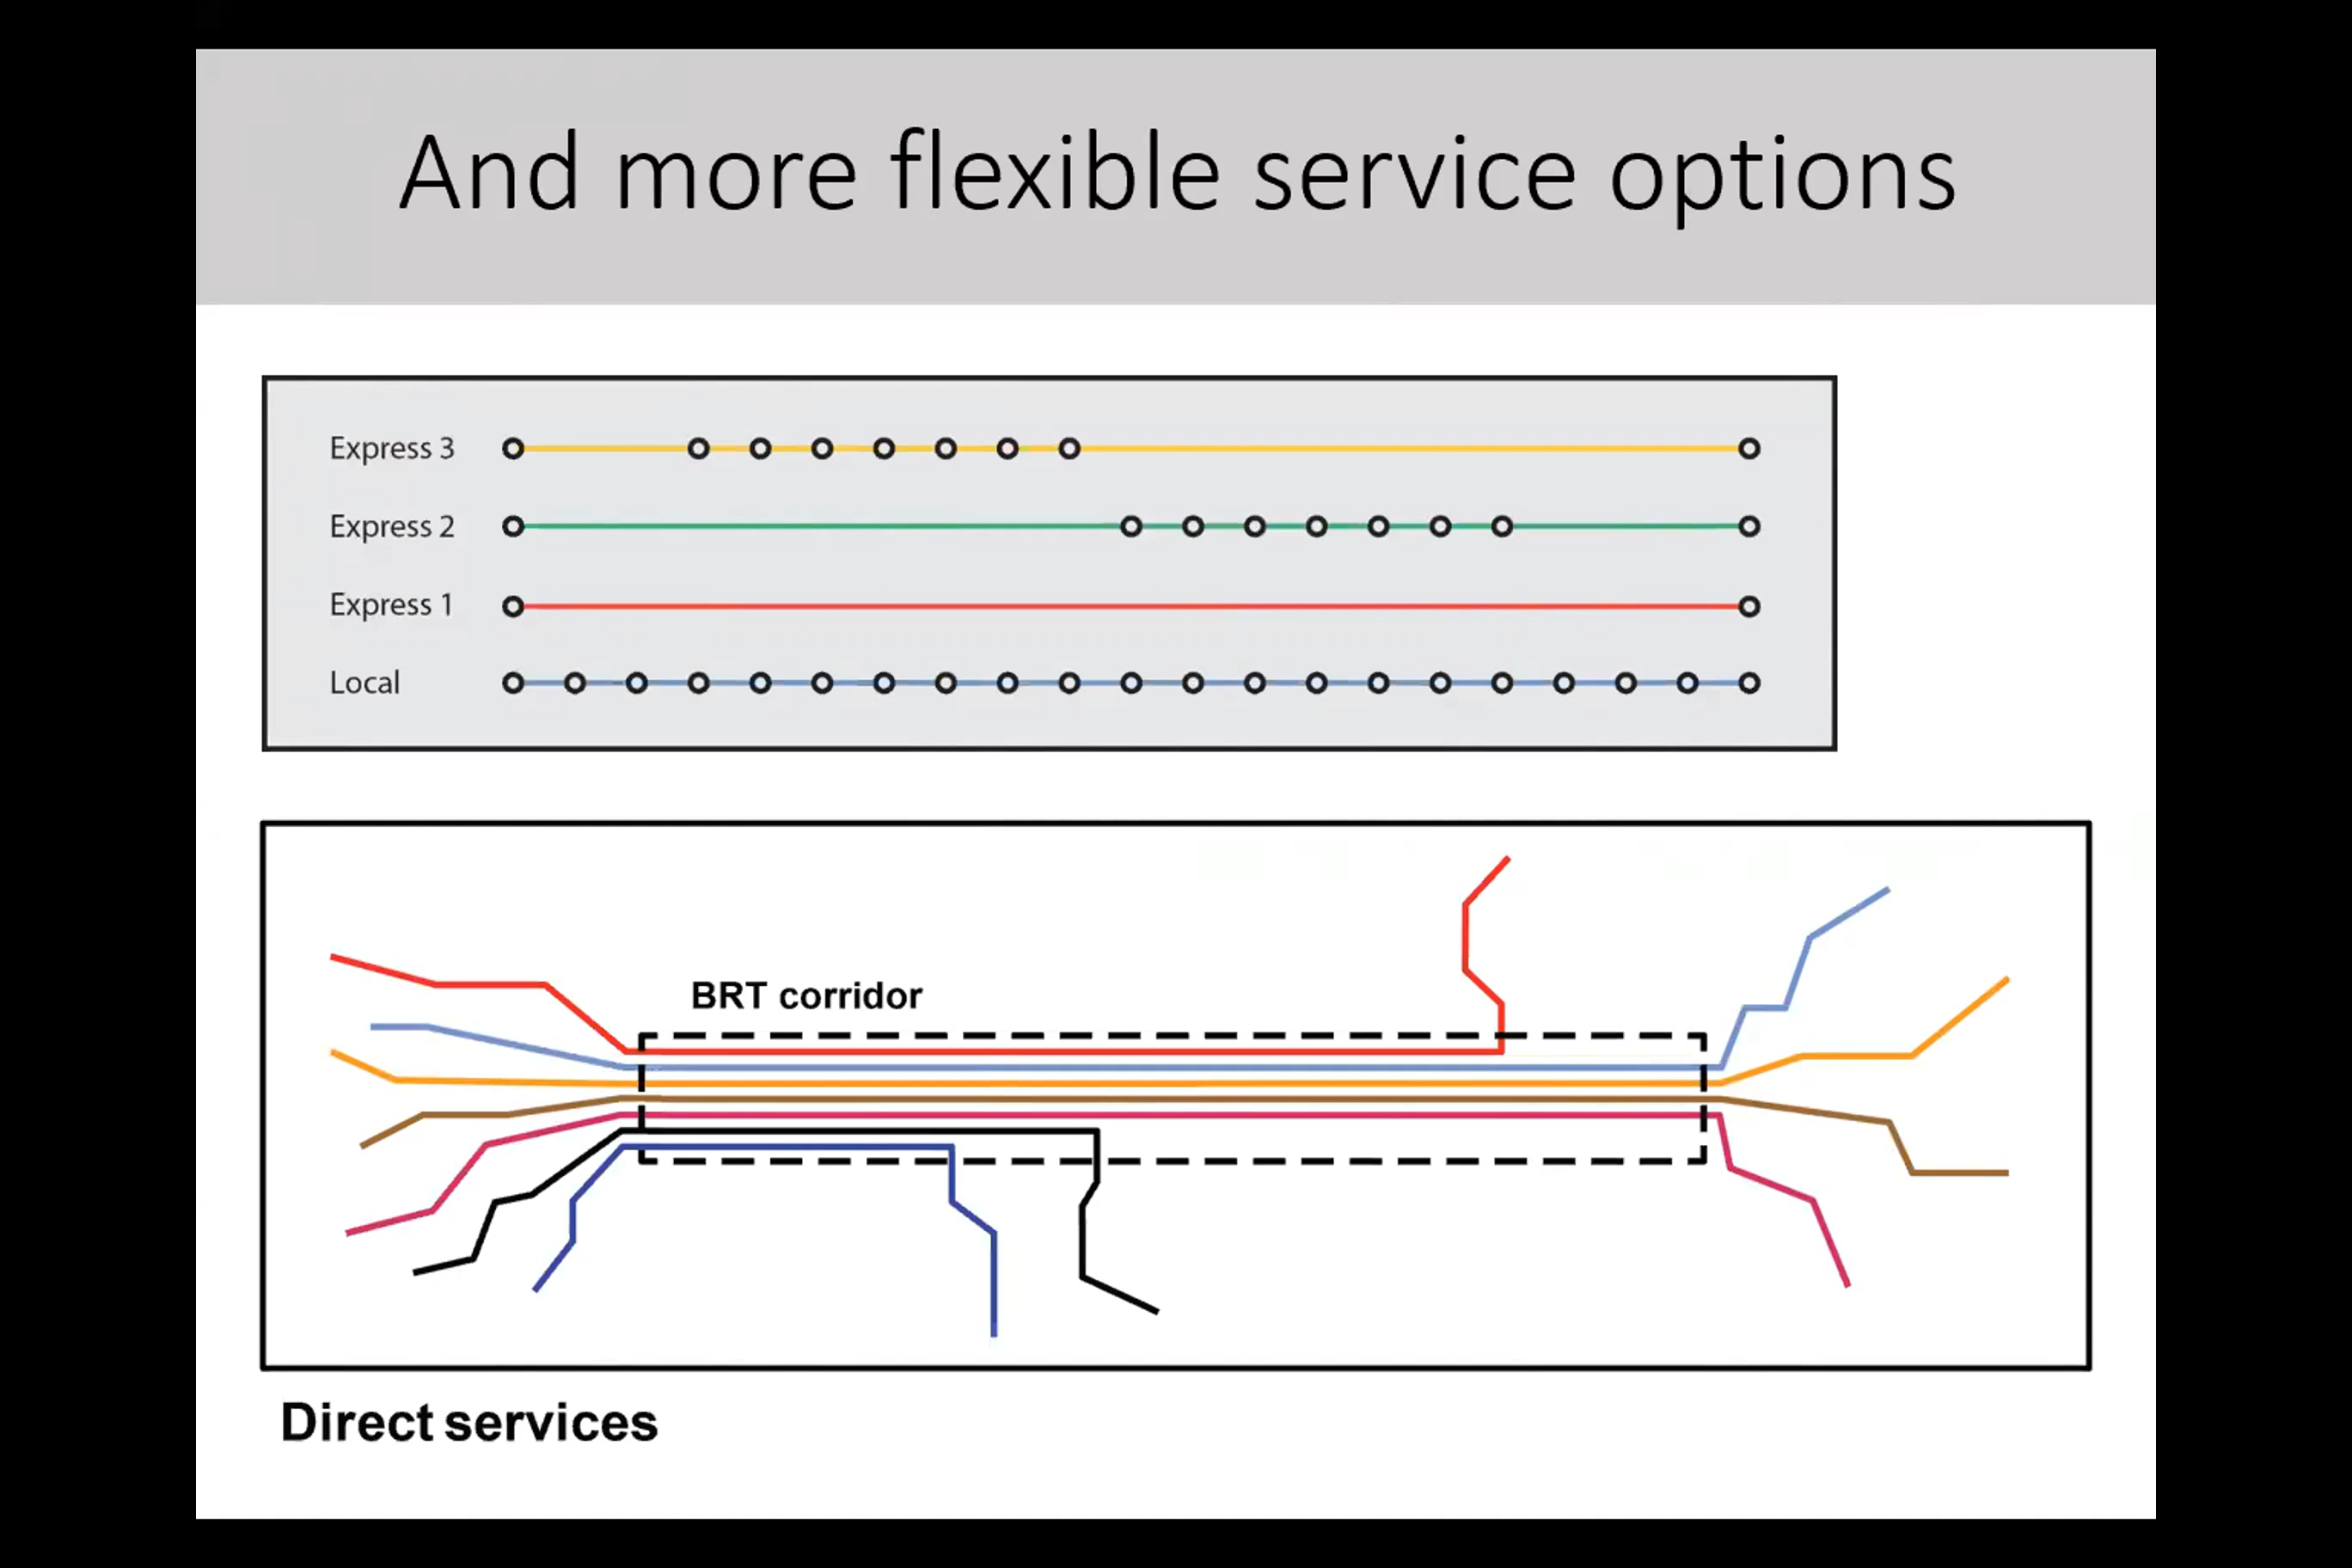 And more flexible service options
Express 3
Express 2
Express 1
Local
BRT corridor
Direct services